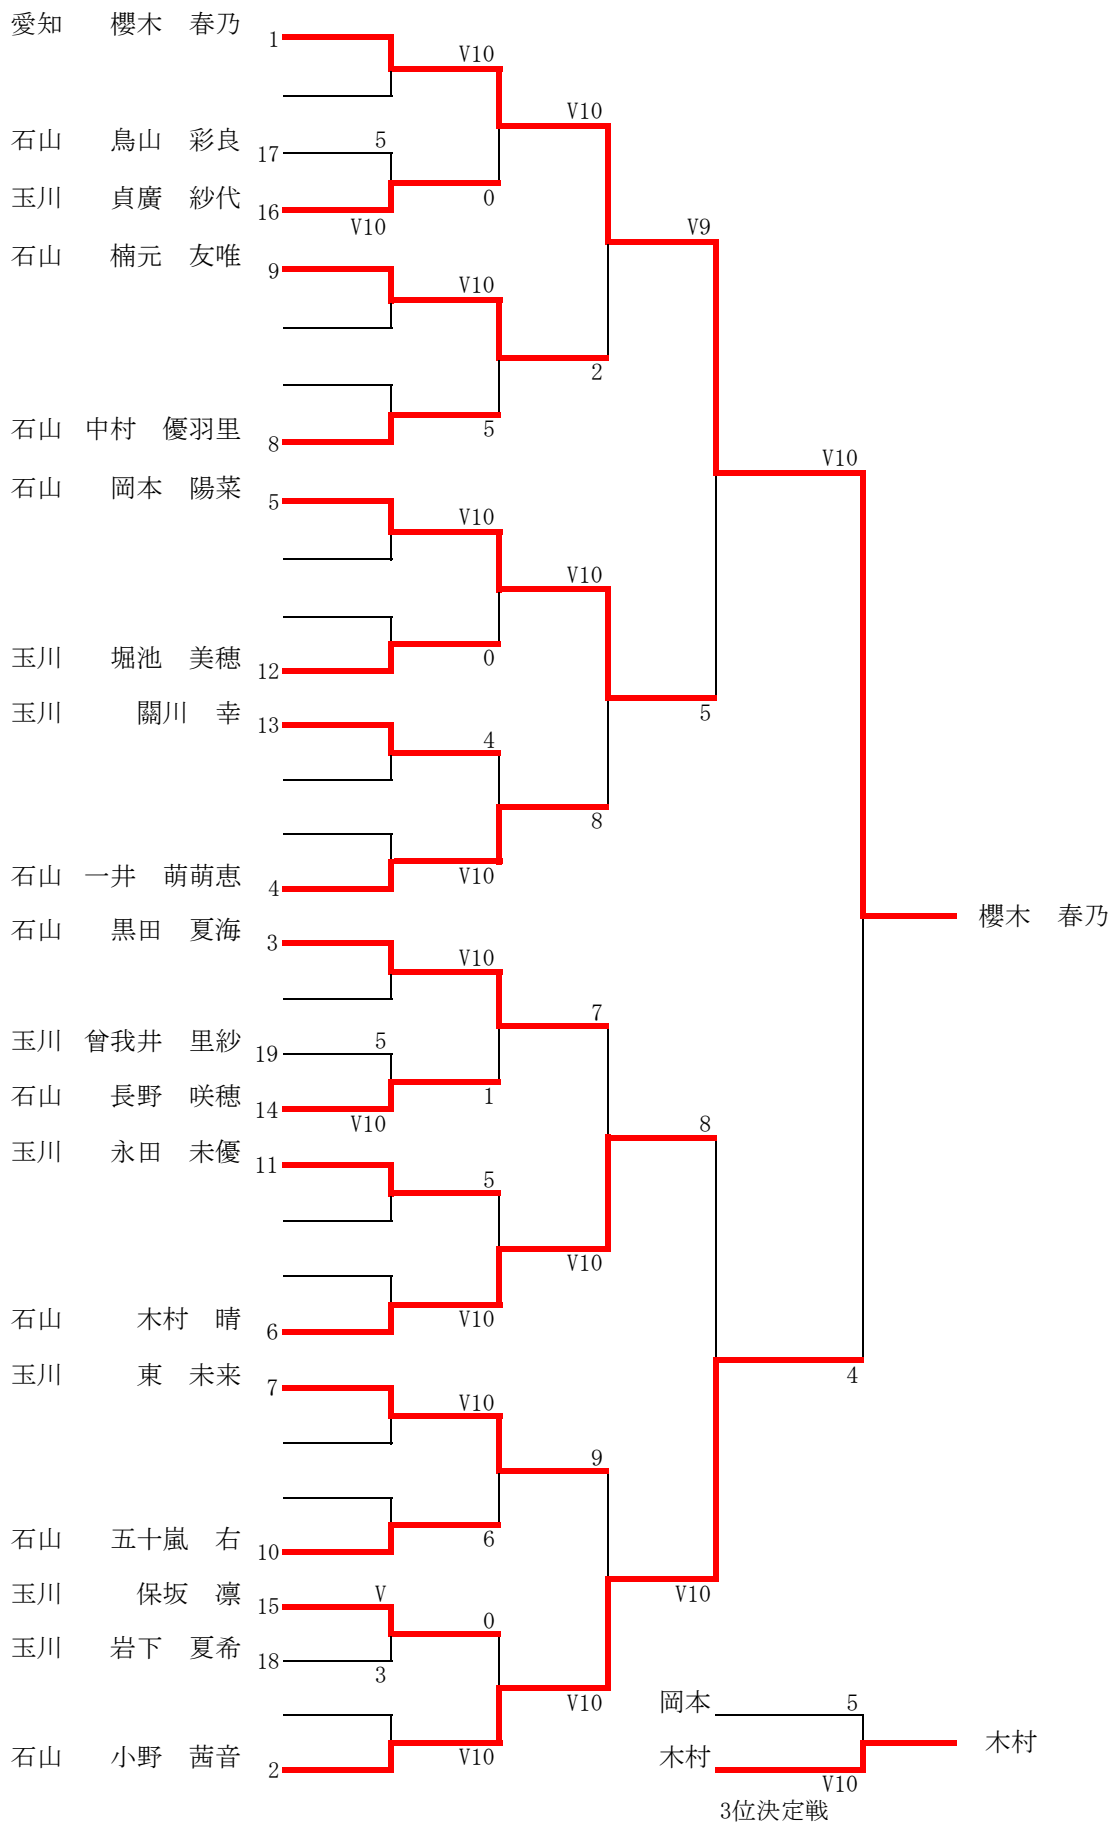 愛知 櫻木 春乃 1
V10
V10
石山 鳥山 彩良 17 5
玉川 貞廣 紗代 16 V10
0
V9
石山 楠元 友唯 9
V10
2
石山 中村 優羽里 8
5
V10
石山 岡本 陽菜 5
V10
V10
玉川 堀池 美穂 12
0
5
玉川 關川 幸 13
4
8
石山 一井 萌萌恵 4
V10
櫻木 春乃
石山 黒田 夏海 3
V10
7
玉川 曾我井 里紗 19 5
石山 長野 咲穂 14 V10
1
8
玉川 永田 未優 11
5
V10
石山 木村 晴 6
V10
4
玉川 東 未来 7
V10
9
石山 五十嵐 右 10
6
V10
玉川 保坂 凛 15 V
0
玉川 岩下 夏希 18 3
V10
石山 小野 茜音 2
V10
岡本 5
木村
木村 V10
3位決定戦